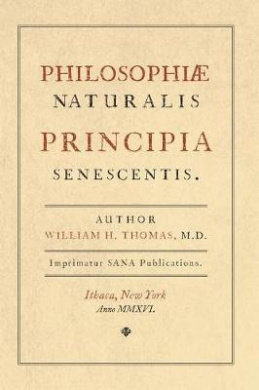 PHILOSOPHIÆ
NATURALIS
PRINCIPIA
SENESCENTIS.
AUTHOR
WILLIAM H. THOMAS, M.D.
Imprimatur SANA Publications.
Ithaca, New York
Anno MMXVI.